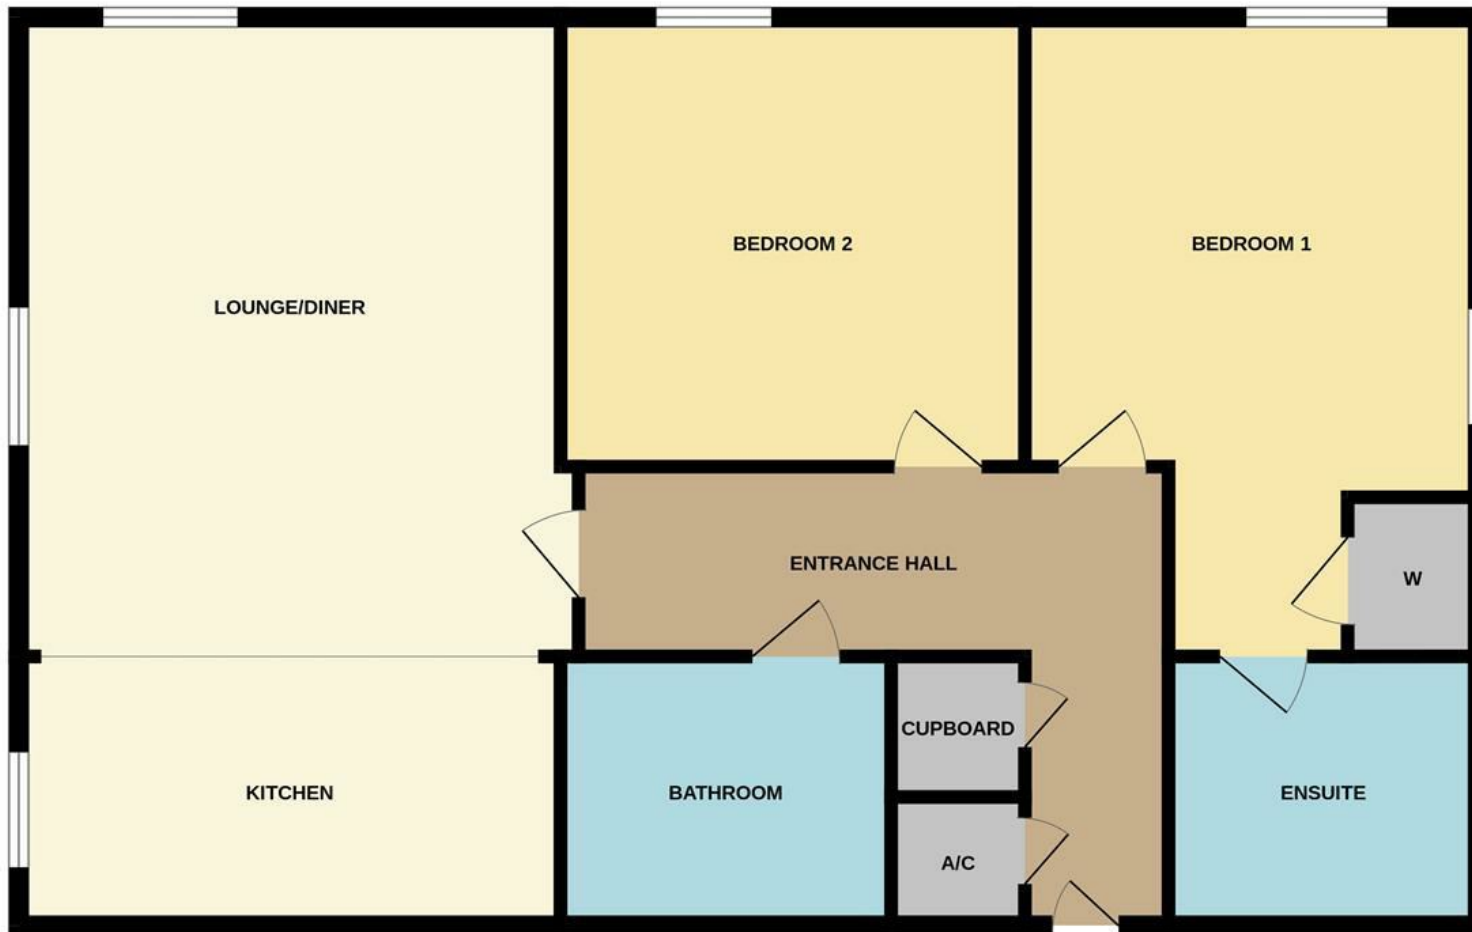 BEDROOM 2
BEDROOM 1
LOUNGE/DINER
ENTRANCE HALL
W
CUPBOARD
KITCHEN
BATHROOM
ENSUITE
A/C